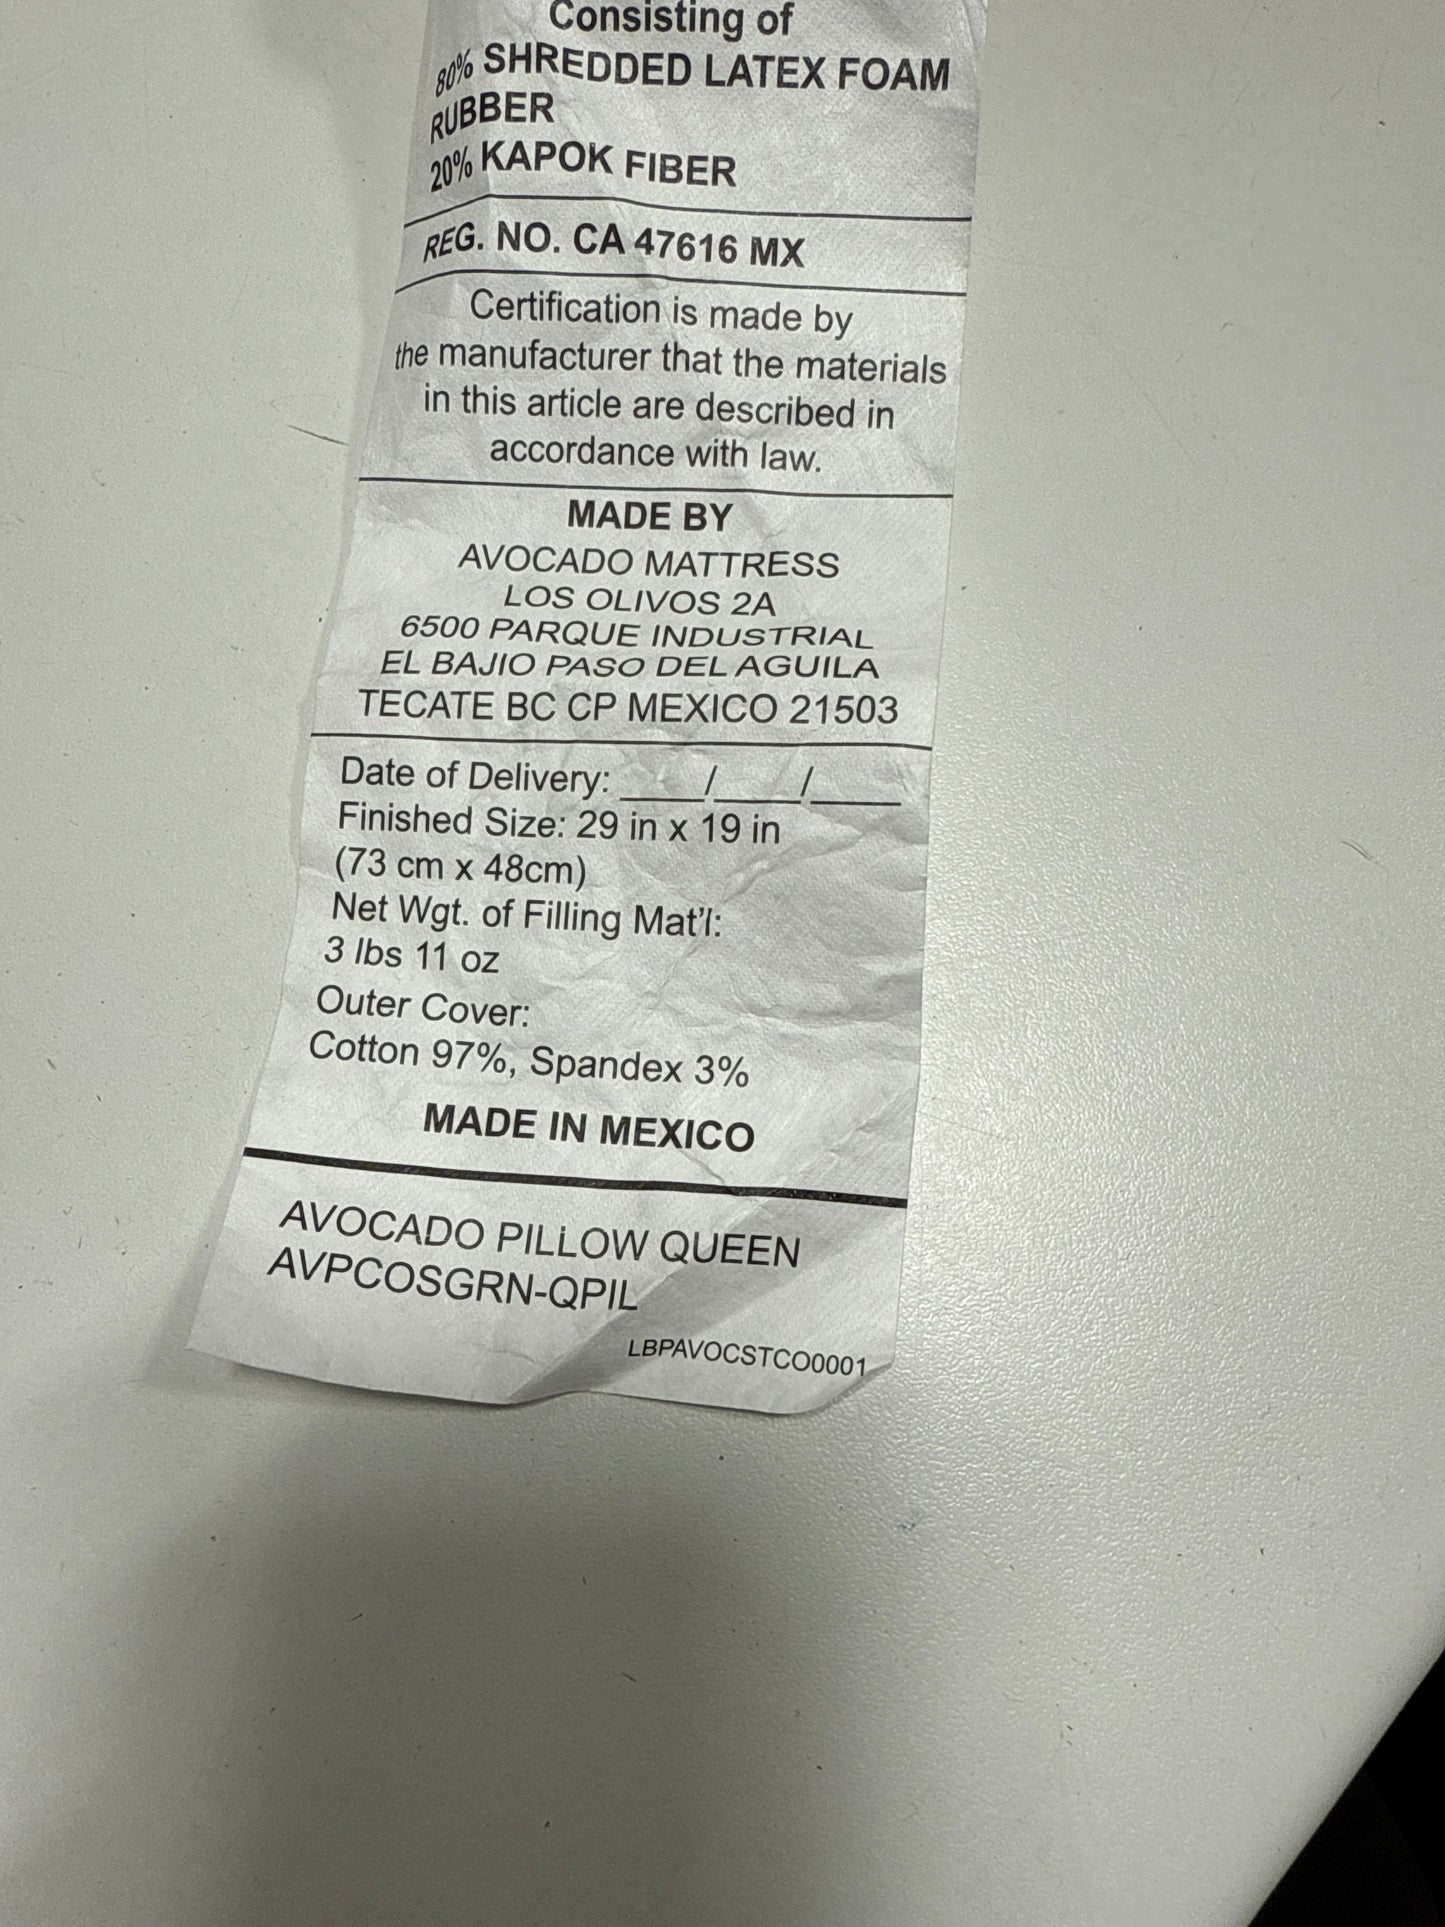 Consisting of
80% SHREDDED LATEX FOAM
RUBBER
20% KAPOK FIBER
REG. NO. CA 47616 MX
Certification is made by
the manufacturer that the materials
in this article are described in
accordance with law.
MADE BY
AVOCADO MATTRESS
LOS OLIVOS 2A
6500 PARQUE INDUSTRIAL
EL BAJIO PASO DEL AGUILA
TECATE BC CP MEXICO 21503
Date of Delivery: ____/____/____
Finished Size: 29 in x 19 in
(73 cm x 48cm)
Net Wgt. of Filling Mat'l:
3 lbs 11 oz
Outer Cover:
Cotton 97%, Spandex 3%
MADE IN MEXICO
AVOCADO PILLOW QUEEN
AVPCOSGRN-QPIL
LBPAVOCSTCO0001